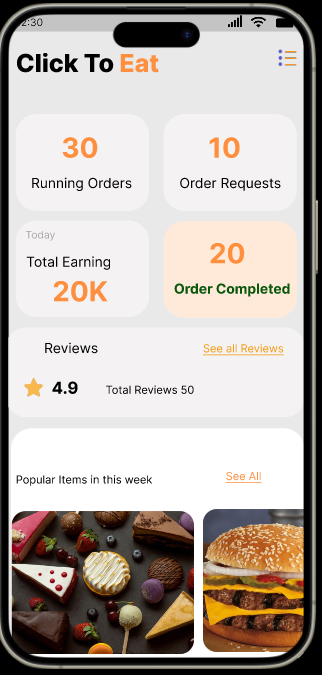 2:30
Click To Eat
30
Running Orders
10
Order Requests
Today
Total Earning
20K
20
Order Completed
Reviews
See all Reviews
4.9
Total Reviews 50
Popular Items in this week
See All